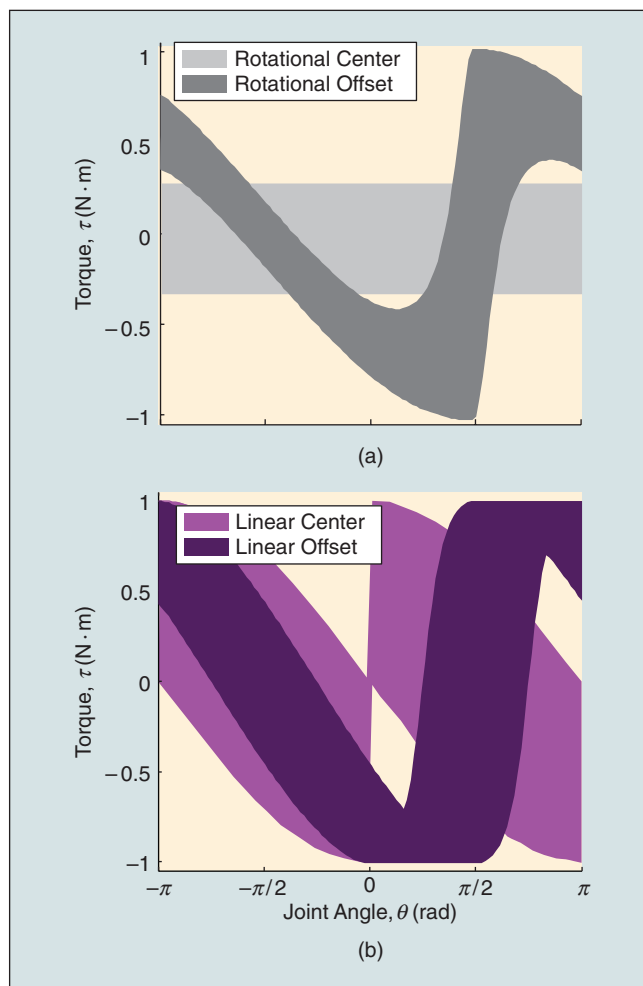 1
Rotational Center
Rotational Offset
0.5
0
−0.5
−1
Torque, τ (N · m)
(a)
1
Linear Center
Linear Offset
0.5
0
−0.5
−1
Torque, τ (N · m)
−π −π/2 0 π/2 π
Joint Angle, θ (rad)
(b)